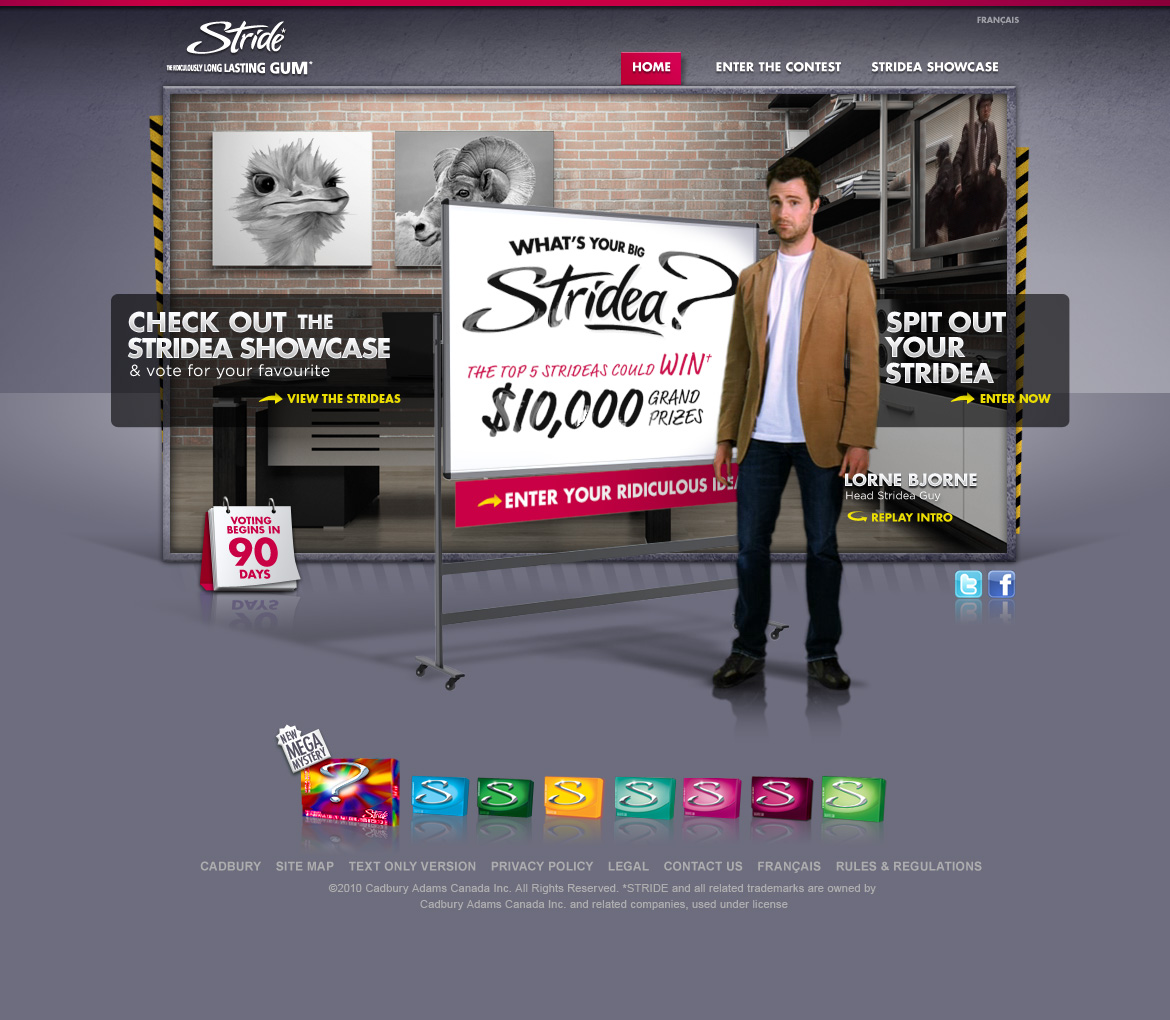 FRANÇAIS
Stride
THE RIDICULOUSLY LONG LASTING GUM*
HOME
ENTER THE CONTEST
STRIDEA SHOWCASE
WHAT'S YOUR BIG
Stridea?
THE TOP 5 STRIDEAS COULD WIN†
$10,000 GRAND
PRIZES
ENTER YOUR RIDICULOUS
CHECK OUT THE
STRIDEA SHOWCASE
& vote for your favourite
VIEW THE STRIDEAS
SPIT OUT
YOUR
STRIDEA
ENTER NOW
LORNE BJORNE
Head Stridea Guy
REPLAY INTRO
VOTING
BEGINS IN
90
DAYS
NEW
MEGA
MYSTERY
?
Stride
S
S
S
S
S
S
S
CADBURY
SITE MAP
TEXT ONLY VERSION
PRIVACY POLICY
LEGAL
CONTACT US
FRANÇAIS
RULES & REGULATIONS
©2010 Cadbury Adams Canada Inc. All Rights Reserved. *STRIDE and all related trademarks are owned by
Cadbury Adams Canada Inc. and related companies, used under license